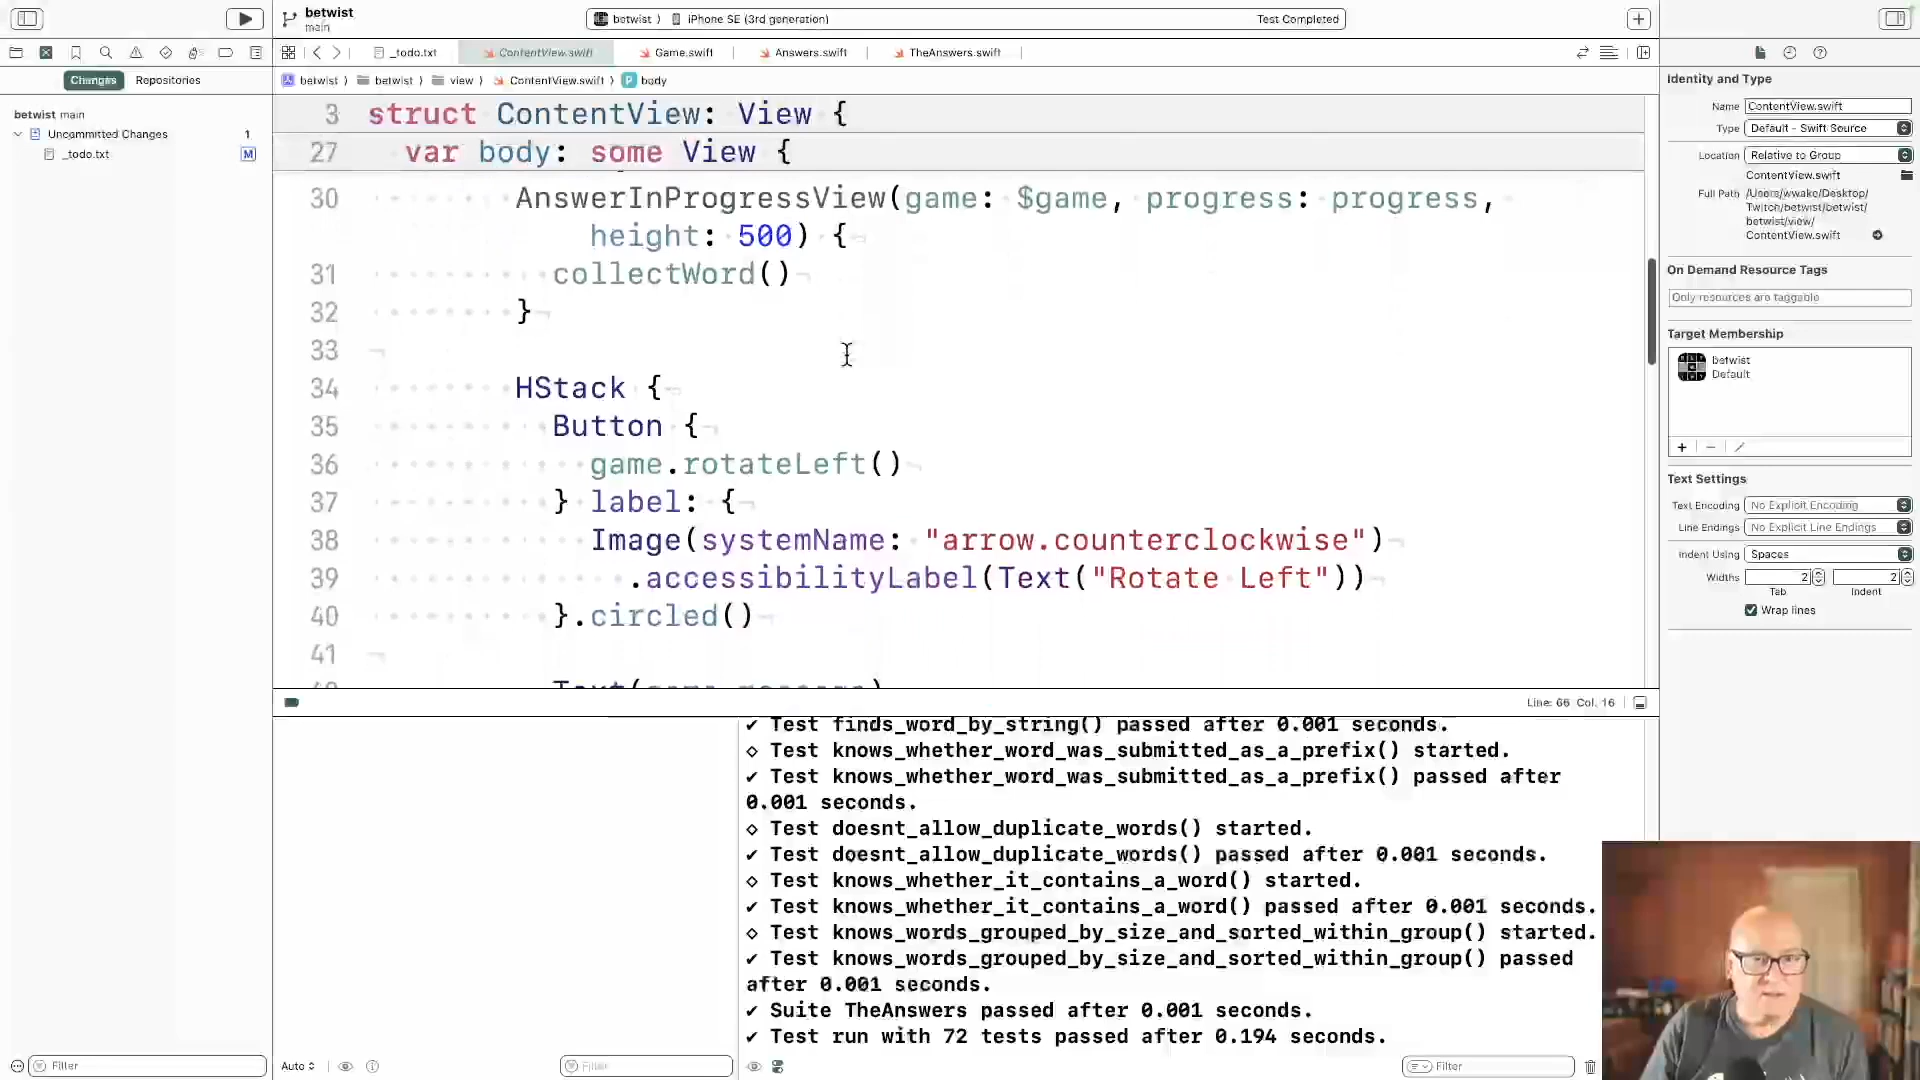 betwist
main
betwist
iPhone SE (3rd generation)
Test Completed
_todo.txt
ContentView.swift
Game.swift
Answers.swift
TheAnswers.swift
Changes
Repositories
betwist
betwist
view
ContentView.swift
P
body
betwist main
Uncommitted Changes
1
_todo.txt
M
3 struct ContentView: View {
27 var body: some View {
30 AnswerInProgressView(game: $game, progress: progress,
height: 500) {
31 collectWord()
32 }
33
34 HStack {
35 Button {
36 game.rotateLeft()
37 } label: {
38 Image(systemName: "arrow.counterclockwise")
39 .accessibilityLabel(Text("Rotate Left"))
40 }.circled()
41
Line: 66 Col. 16
✔ Test finds_word_by_string() passed after 0.001 seconds.
◇ Test knows_whether_word_was_submitted_as_a_prefix() started.
✔ Test knows_whether_word_was_submitted_as_a_prefix() passed after
0.001 seconds.
◇ Test doesnt_allow_duplicate_words() started.
✔ Test doesnt_allow_duplicate_words() passed after 0.001 seconds.
◇ Test knows_whether_it_contains_a_word() started.
✔ Test knows_whether_it_contains_a_word() passed after 0.001 seconds.
◇ Test knows_words_grouped_by_size_and_sorted_within_group() started.
✔ Test knows_words_grouped_by_size_and_sorted_within_group() passed
after 0.001 seconds.
✔ Suite TheAnswers passed after 0.001 seconds.
✔ Test run with 72 tests passed after 0.194 seconds.
Filter
Auto
Filter
Filter
Identity and Type
Name ContentView.swift
Type Default - Swift Source
Location Relative to Group
ContentView.swift
Full Path /Users/wwake/Desktop/
Twitch/betwist/betwist/
betwist/view/
ContentView.swift
On Demand Resource Tags
Only resources are taggable
Target Membership
betwist
Default
Text Settings
Text Encoding No Explicit Encoding
Line Endings No Explicit Line Endings
Indent Using Spaces
Widths 2 2
Tab Indent
Wrap lines